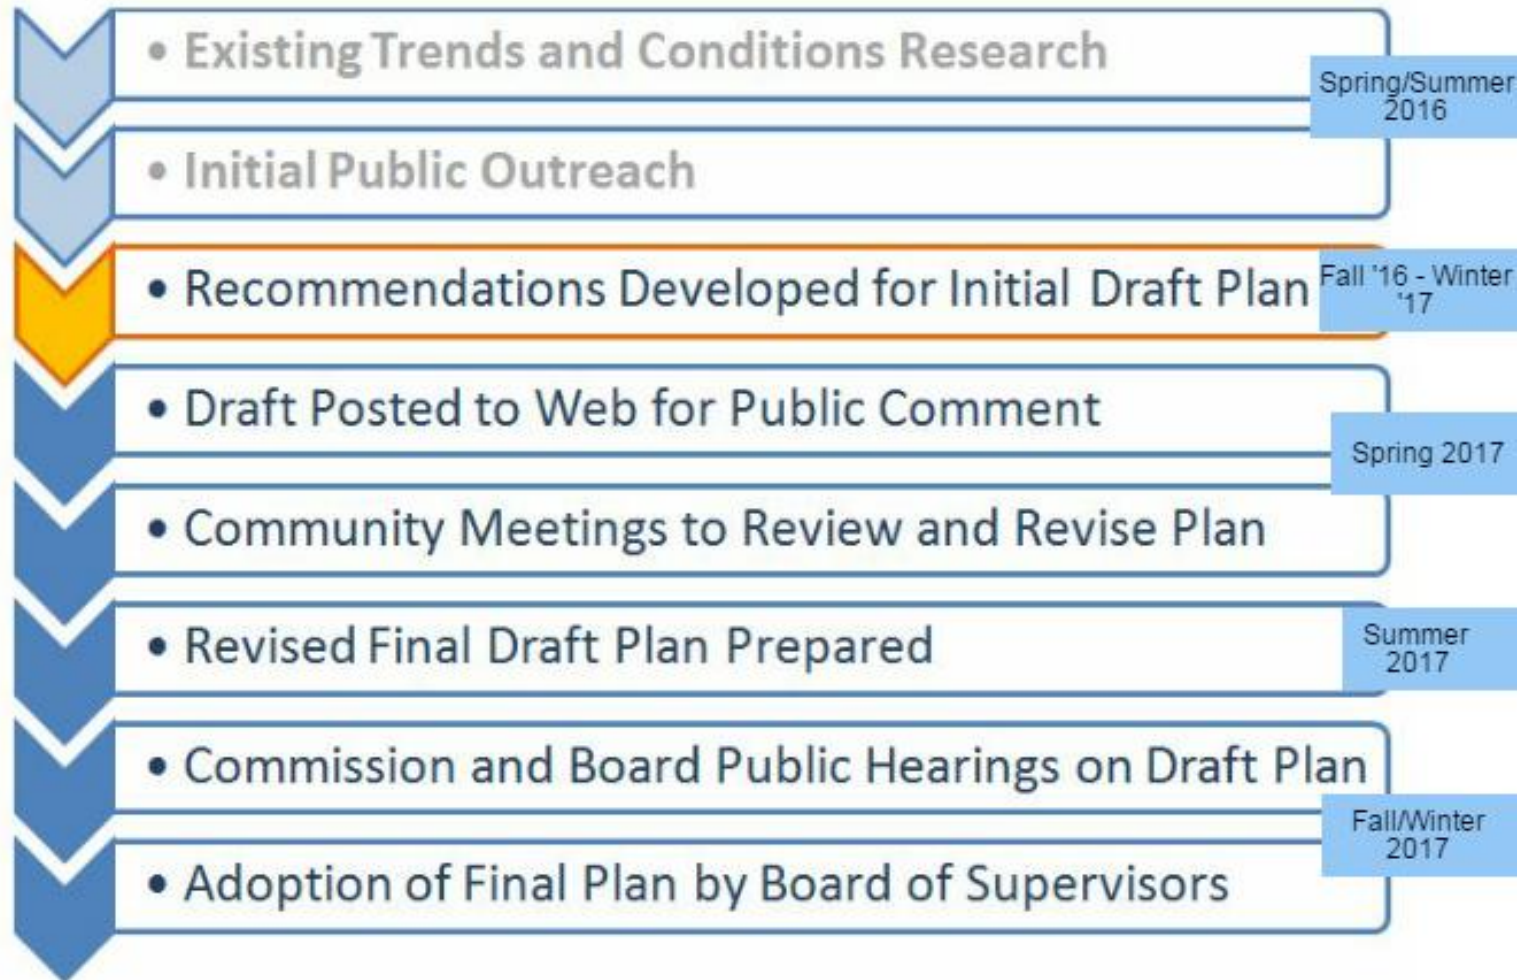 • Existing Trends and Conditions Research
Spring/Summer
2016
• Initial Public Outreach
• Recommendations Developed for Initial Draft Plan
Fall '16 - Winter
'17
• Draft Posted to Web for Public Comment
Spring 2017
• Community Meetings to Review and Revise Plan
• Revised Final Draft Plan Prepared
Summer
2017
• Commission and Board Public Hearings on Draft Plan
Fall/Winter
2017
• Adoption of Final Plan by Board of Supervisors